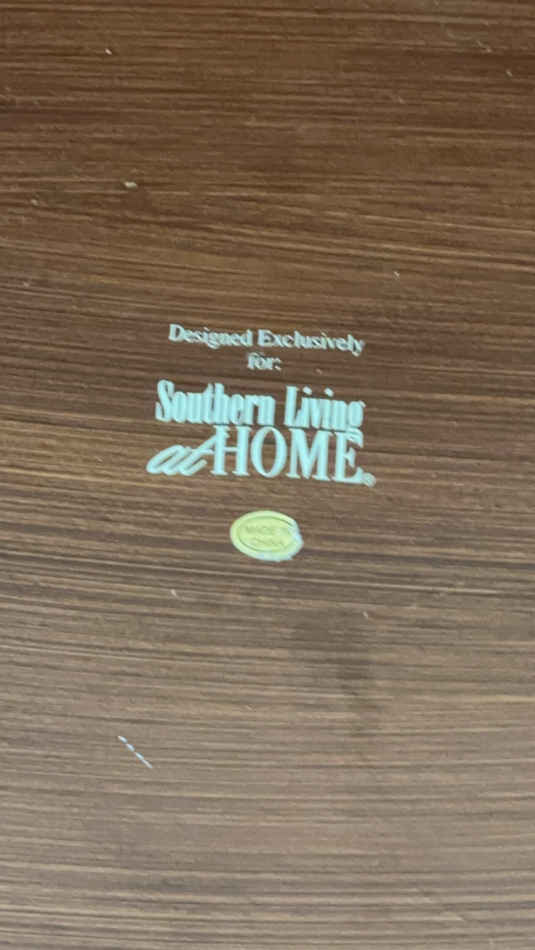 Designed Exclusively
for:
Southern Living
at HOME®
MADE IN
CHINA